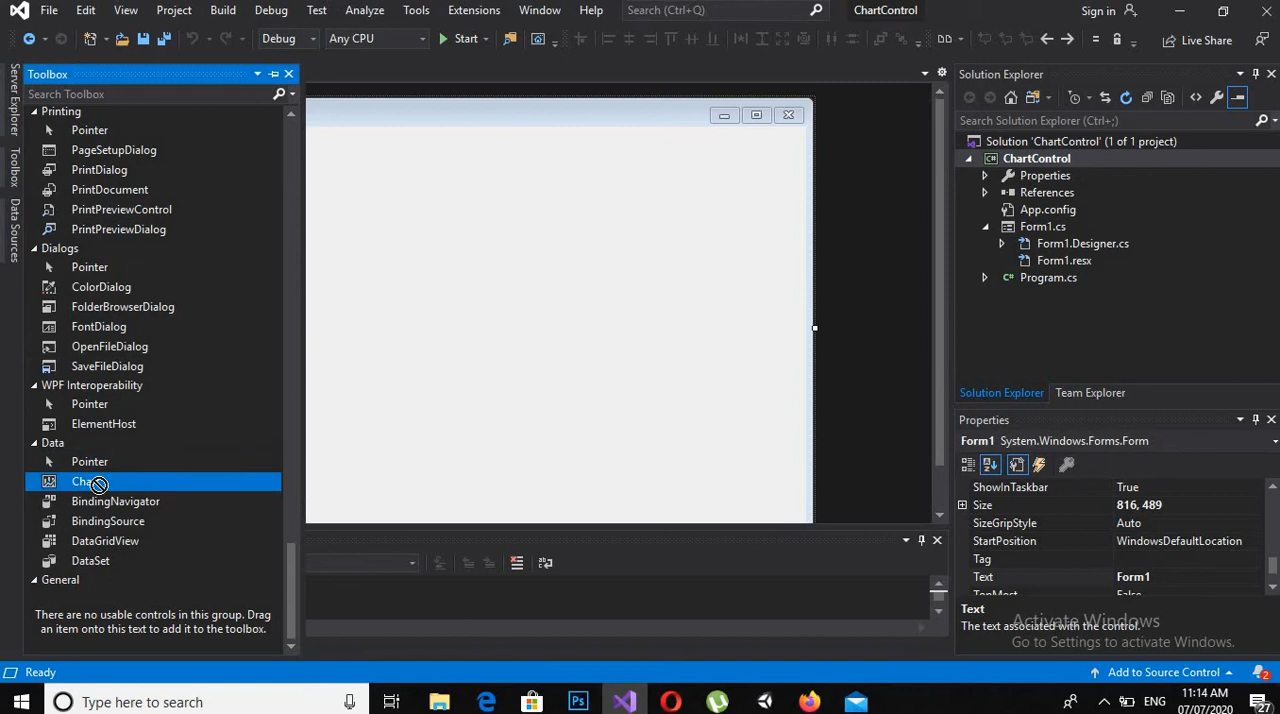 File Edit View Project Build Debug Test Analyze Tools Extensions Window Help Search (Ctrl+Q) ChartControl Sign in
Debug Any CPU Start Live Share
Server Explorer
Toolbox
Data Sources
Toolbox
Search Toolbox
Printing
Pointer
PageSetupDialog
PrintDialog
PrintDocument
PrintPreviewControl
PrintPreviewDialog
Dialogs
Pointer
ColorDialog
FolderBrowserDialog
FontDialog
OpenFileDialog
SaveFileDialog
WPF Interoperability
Pointer
ElementHost
Data
Pointer
BindingNavigator
BindingSource
DataGridView
DataSet
General
There are no usable controls in this group. Drag
an item onto this text to add it to the toolbox.
Solution Explorer
Search Solution Explorer (Ctrl+;)
Solution 'ChartControl' (1 of 1 project)
C# ChartControl
Properties
References
App.config
Form1.cs
Form1.Designer.cs
Form1.resx
C# Program.cs
Solution Explorer Team Explorer
Properties
Form1 System.Windows.Forms.Form
ShowInTaskbar True
Size 816, 489
SizeGripStyle Auto
StartPosition WindowsDefaultLocation
Tag
Text Form1
TopMost False
Text
The text associated with the control.
Activate Windows
Go to Settings to activate Windows.
Ready Add to Source Control 2
Type here to search Ps ENG 11:14 AM
07/07/2020 27